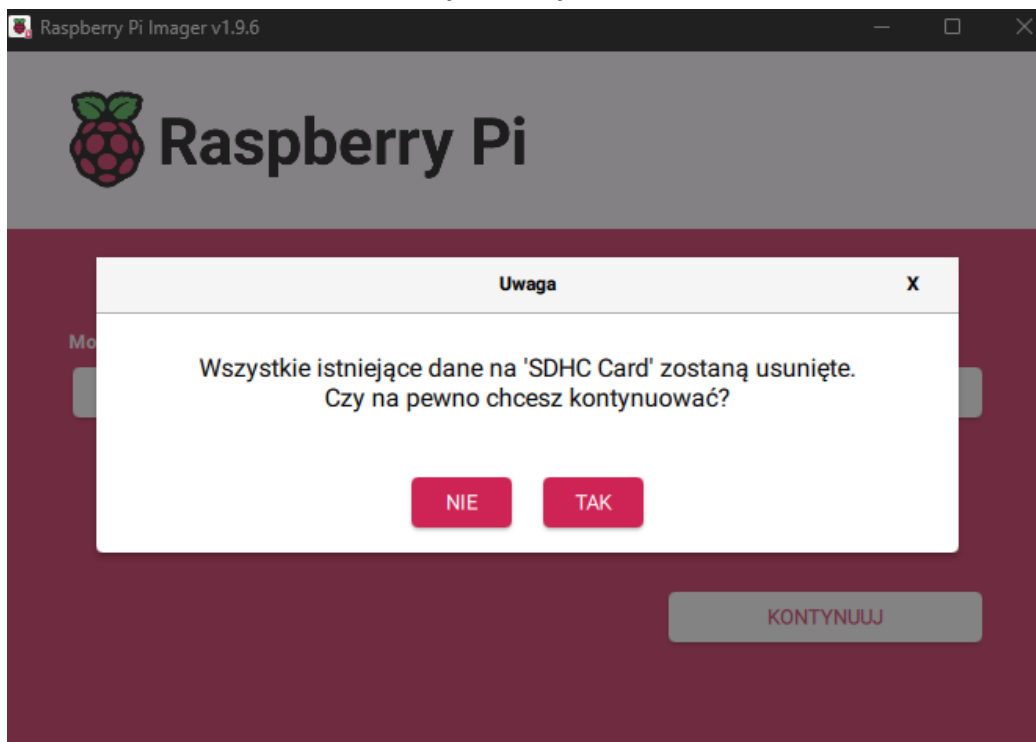 Raspberry Pi Imager v1.9.6
Raspberry Pi
Uwaga
X
Mo
Wszystkie istniejące dane na 'SDHC Card' zostaną usunięte.
Czy na pewno chcesz kontynuować?
NIE
TAK
KONTYNUUJ